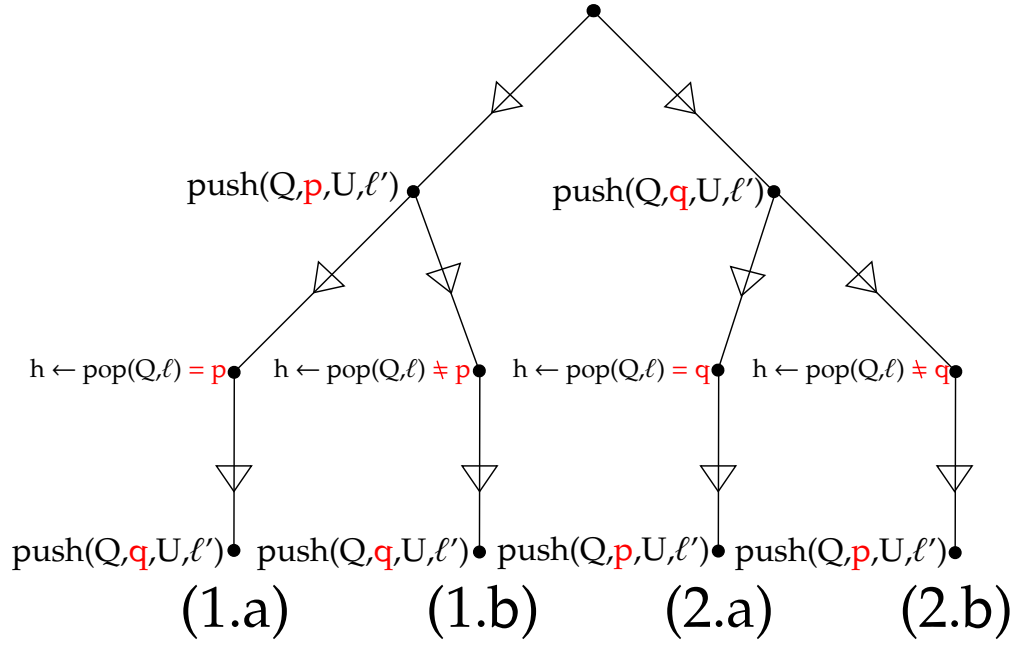 push(Q,p,U,ℓ’)
push(Q,q,U,ℓ’)
h ← pop(Q,ℓ) = p
h ← pop(Q,ℓ) ≠ p
h ← pop(Q,ℓ) = q
h ← pop(Q,ℓ) ≠ q
push(Q,q,U,ℓ’)
push(Q,q,U,ℓ’)
push(Q,p,U,ℓ’)
push(Q,p,U,ℓ’)
(1.a)
(1.b)
(2.a)
(2.b)